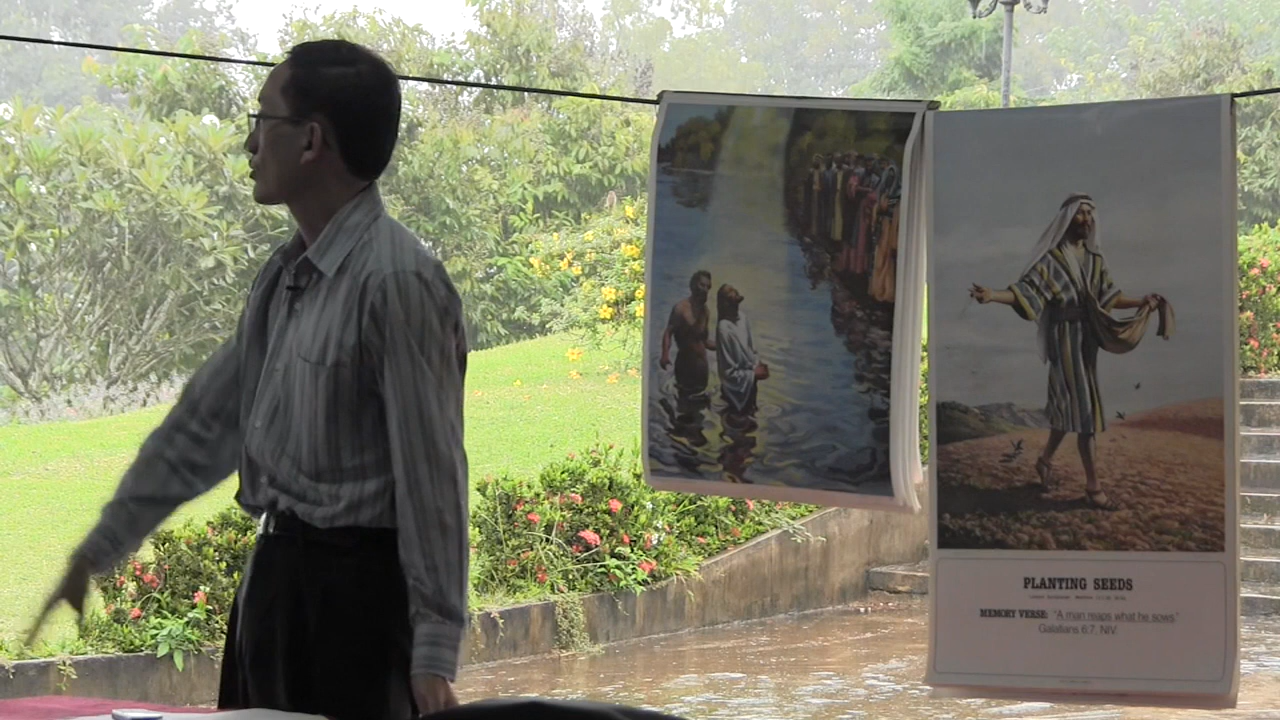 PLANTING SEEDS
MEMORY VERSE: "A man reaps what he sows."
Galatians 6:7, NIV.